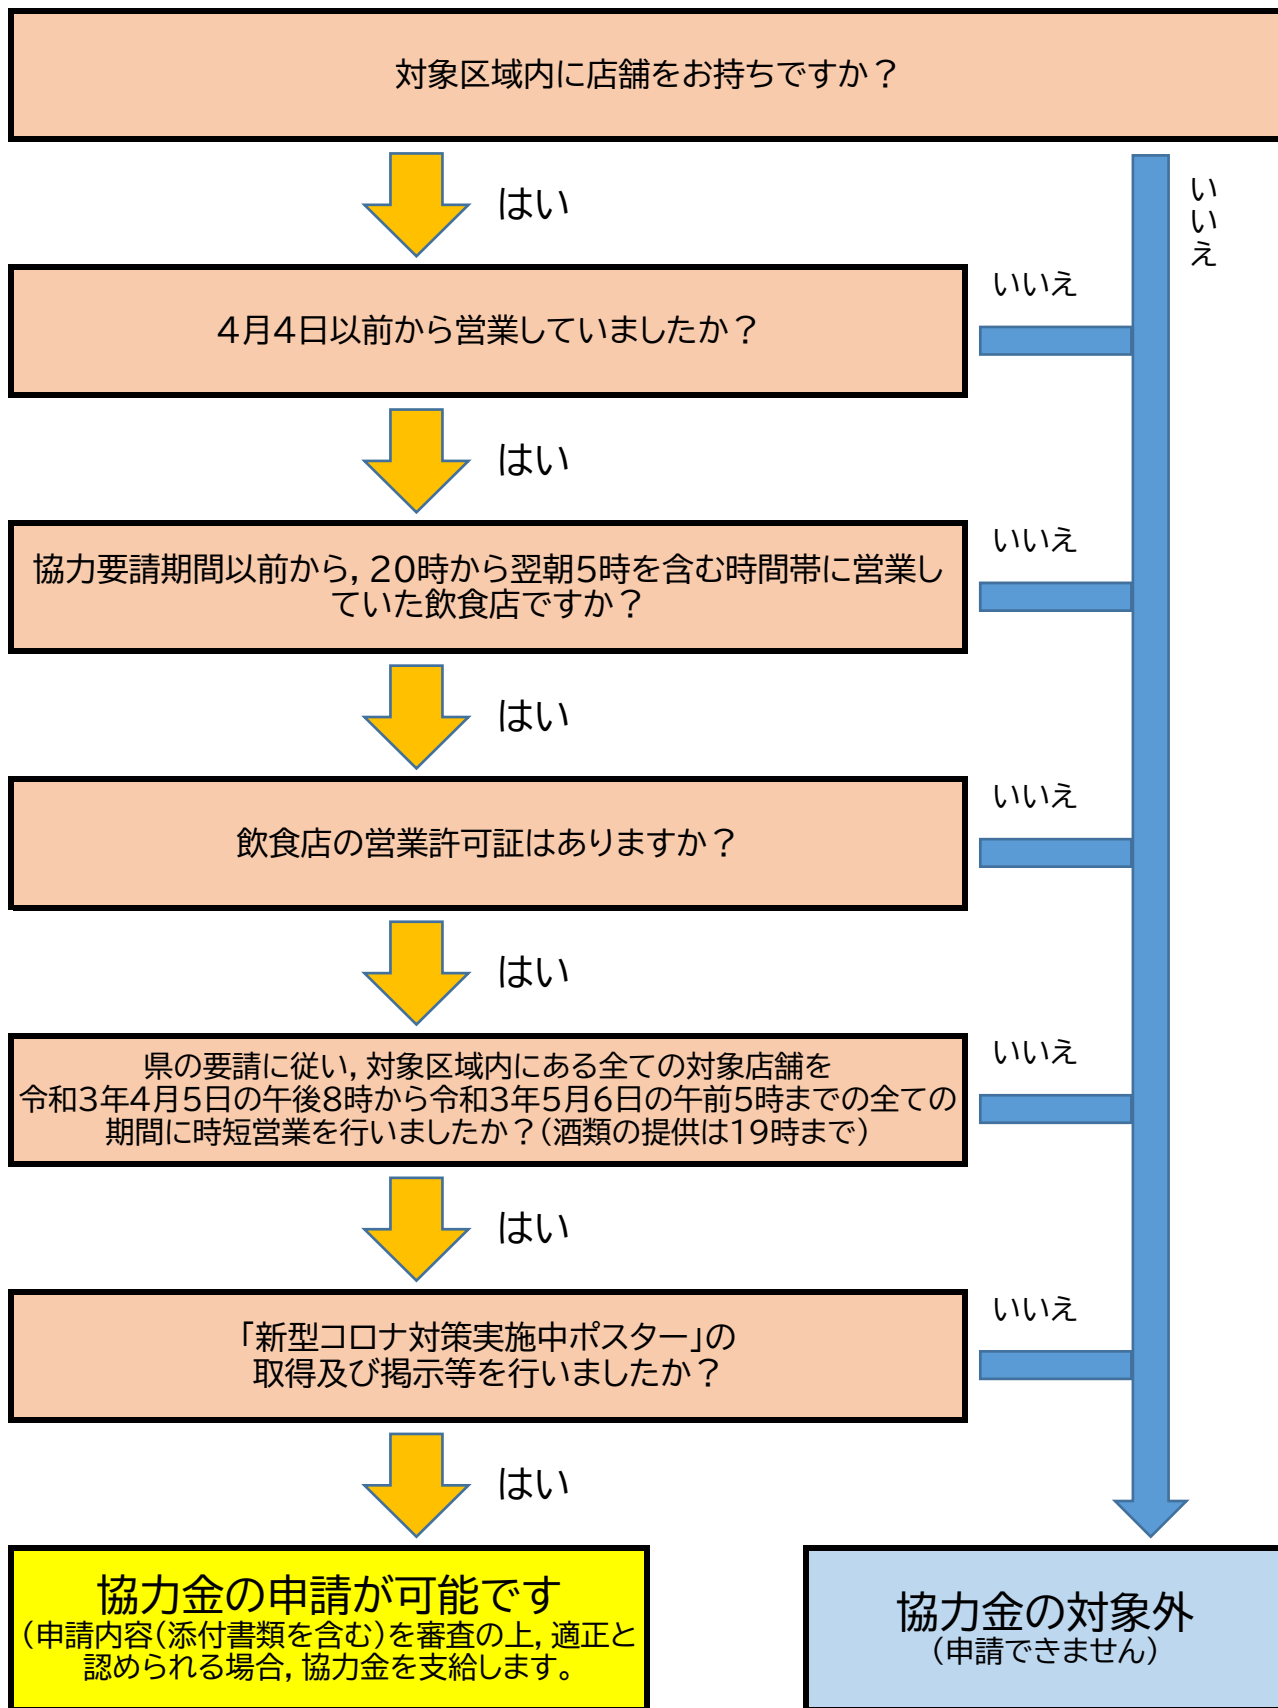 対象区域内に店舗をお持ちですか？
はい
いいえ
4月4日以前から営業していましたか？
いいえ
はい
協力要請期間以前から，20時から翌朝5時を含む時間帯に営業し
ていた飲食店ですか？
いいえ
はい
飲食店の営業許可証はありますか？
いいえ
はい
県の要請に従い，対象区域内にある全ての対象店舗を
令和3年4月5日の午後8時から令和3年5月6日の午前5時までの全ての
期間に時短営業を行いましたか？（酒類の提供は19時まで）
いいえ
はい
「新型コロナ対策実施中ポスター」の
取得及び掲示等を行いましたか？
いいえ
はい
協力金の申請が可能です
（申請内容（添付書類を含む）を審査の上，適正と
認められる場合，協力金を支給します。
協力金の対象外
（申請できません）